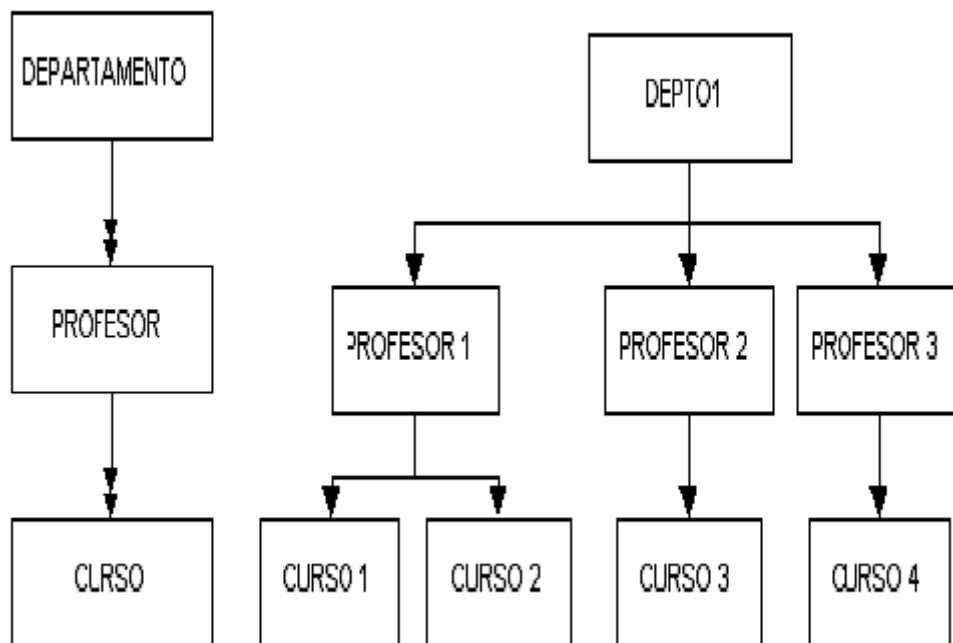 DEPARTAMENTO
DEPTO1
PROFESOR
PROFESOR 1
PROFESOR 2
PROFESOR 3
CLRSO
CURSO 1
CURSO 2
CURSO 3
CURSO 4